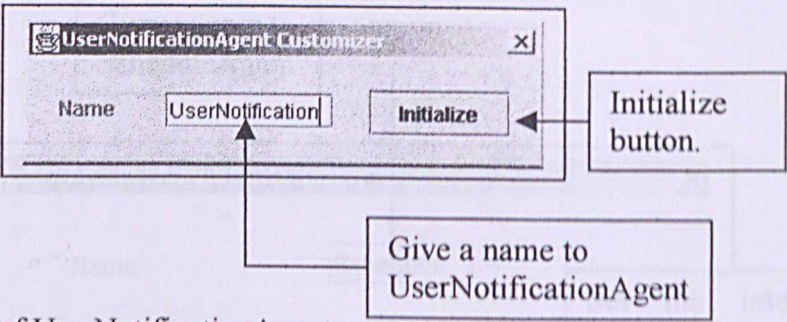 UserNotificationAgent Customizer
Name UserNotification Initialize
Initialize
button.
Give a name to
UserNotificationAgent